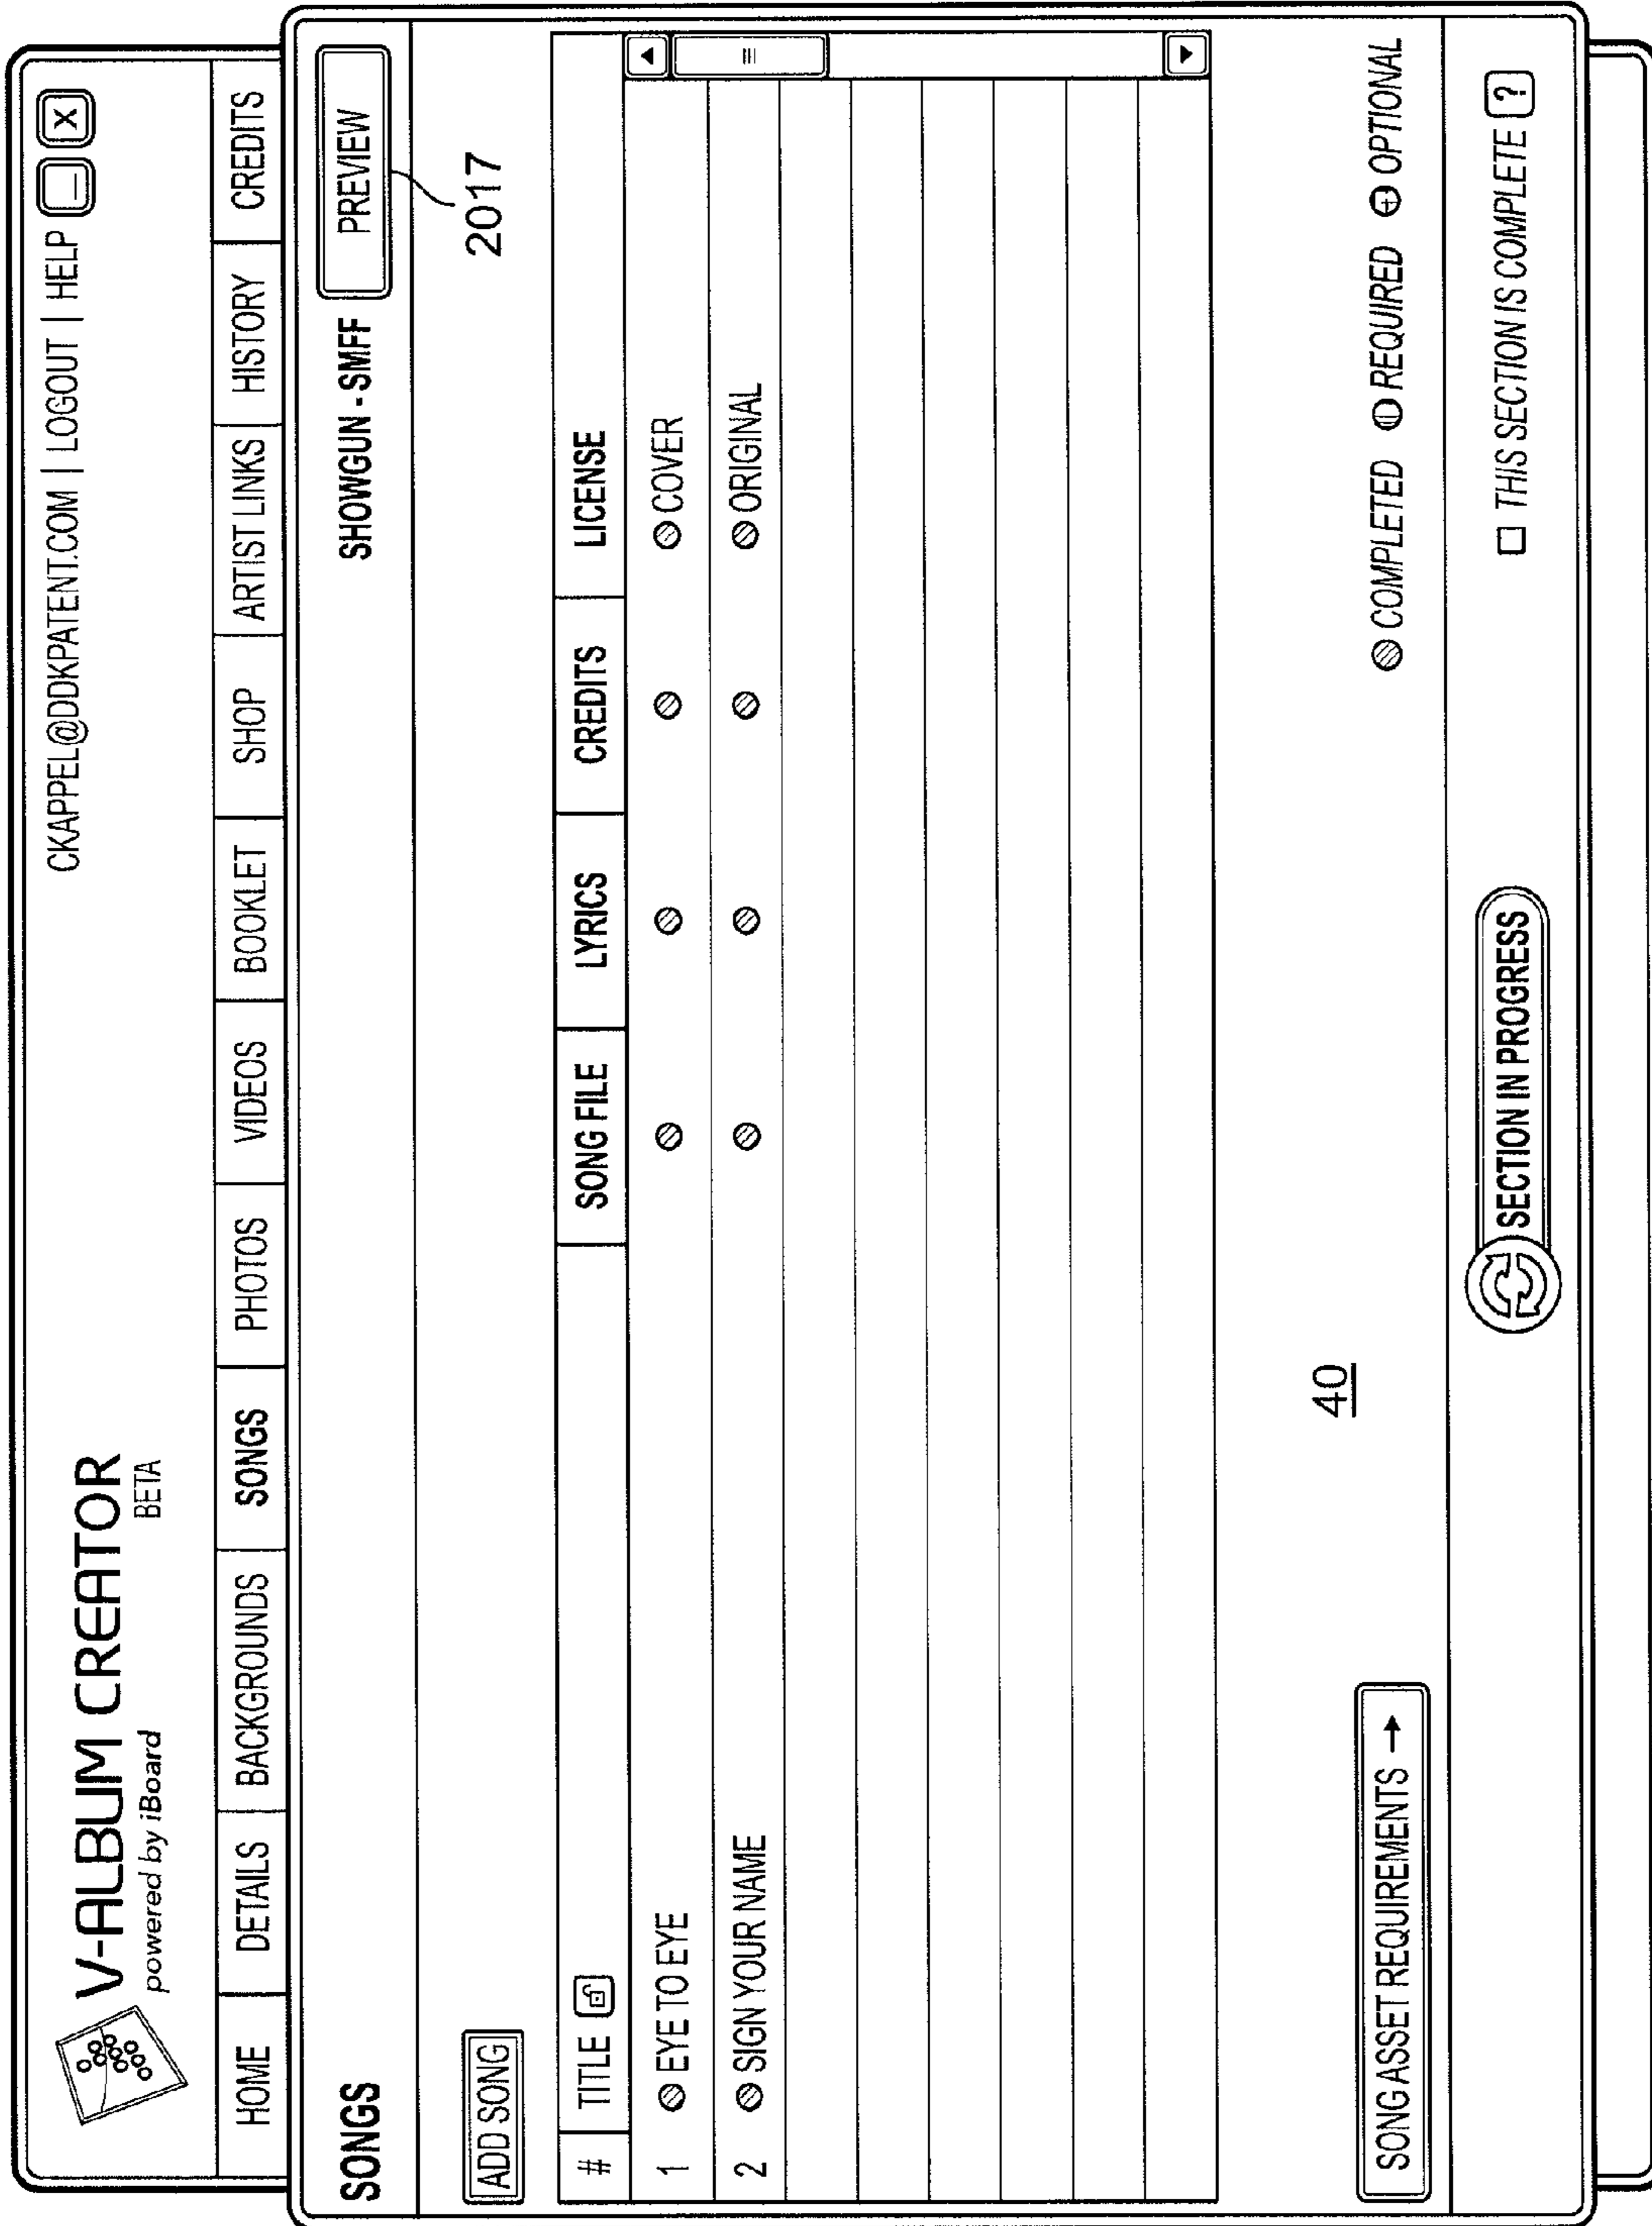 V-ALBUM CREATOR
powered by iBoard BETA
CKAPPEL@DDKPATENT.COM | LOGOUT | HELP _ X
HOME DETAILS BACKGROUNDS SONGS PHOTOS VIDEOS BOOKLET SHOP ARTIST LINKS HISTORY CREDITS
SONGS SHOWGUN - SMFF PREVIEW
2017
ADD SONG
# TITLE SONG FILE LYRICS CREDITS LICENSE
1 EYE TO EYE COVER
2 SIGN YOUR NAME ORIGINAL
40
SONG ASSET REQUIREMENTS → COMPLETED REQUIRED OPTIONAL
SECTION IN PROGRESS THIS SECTION IS COMPLETE ?